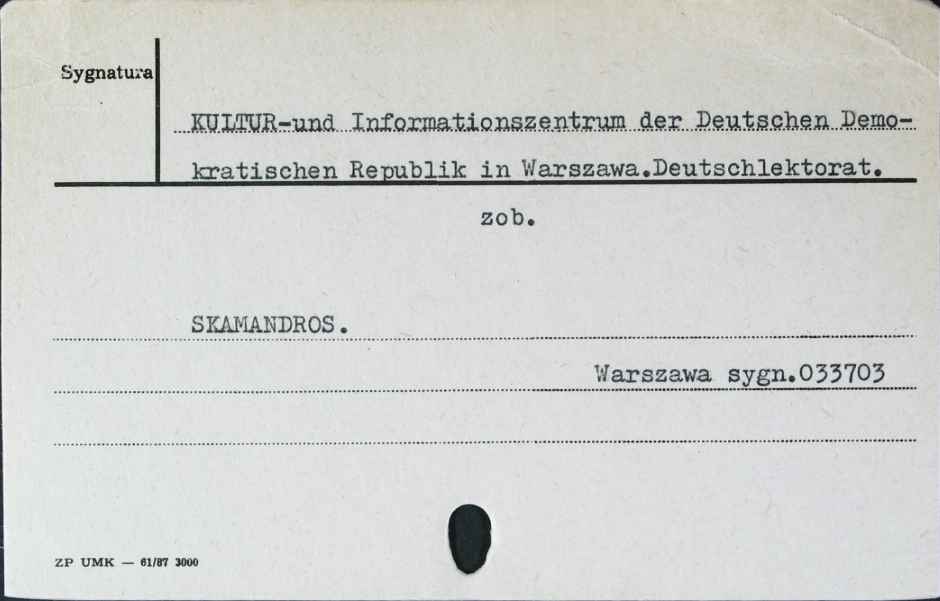 Sygnatura
KULTUR-und Informationszentrum der Deutschen Demo-
kratischen Republik in Warszawa.Deutschlektorat.
zob.
SKAMANDROS.
Warszawa sygn.033703
ZP UMK — 61/87 3000